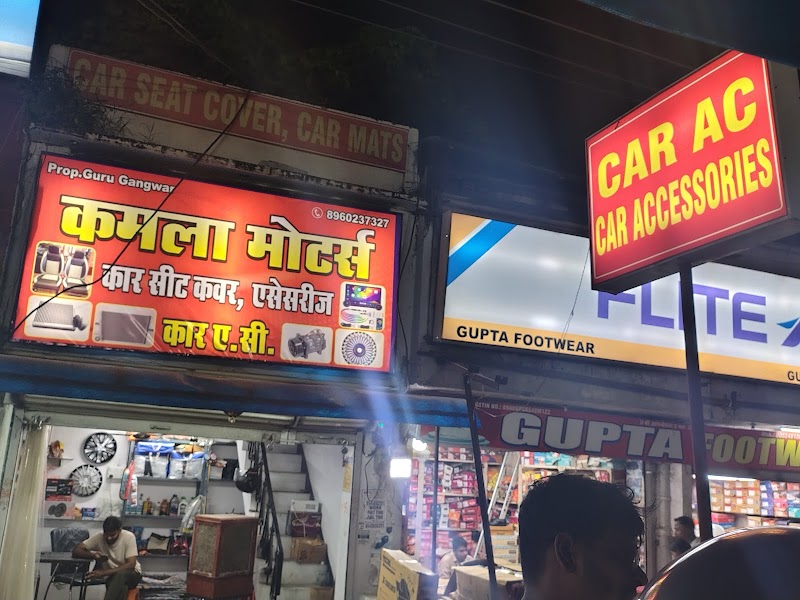 CAR SEAT COVER, CAR MATS
Prop.Guru Gangwar
8960237327
कमला मोटर्स
कार सीट कवर, एसेसरीज
कार ए.सी.
CAR AC
CAR ACCESSORIES
FLITE
GUPTA FOOTWEAR
GU
GUPTA FOOTW